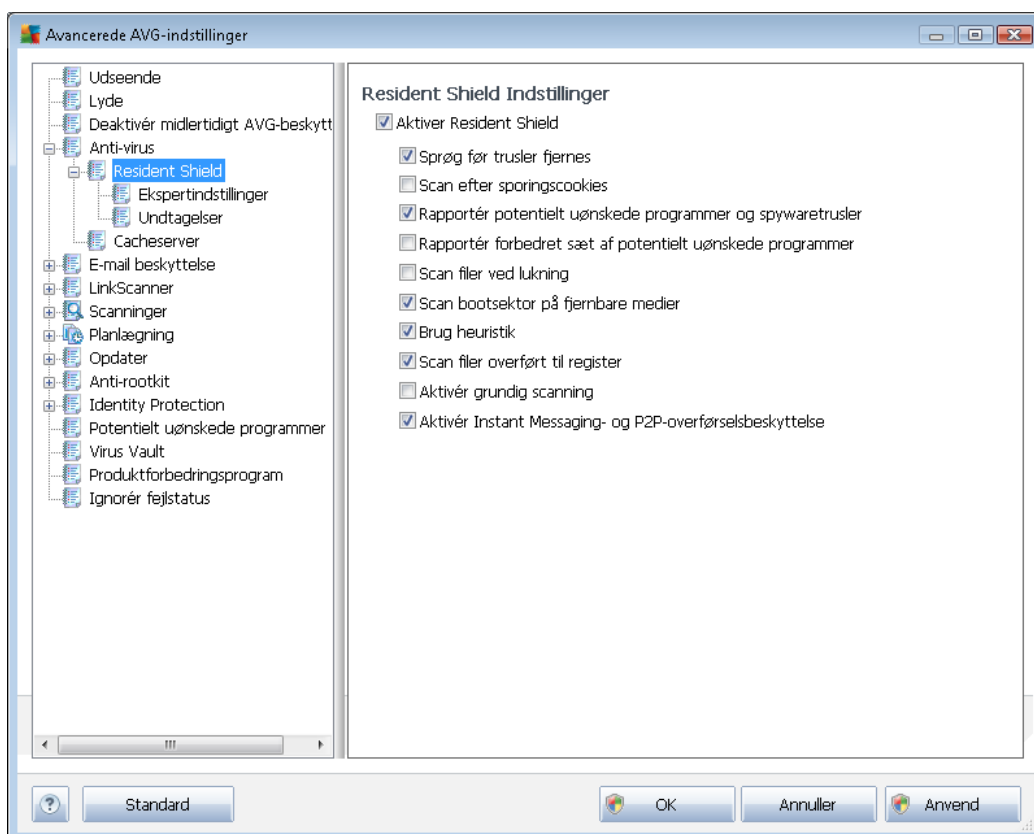 Avancerede AVG-indstillinger
Udseende
Lyde
Deaktivér midlertidigt AVG-beskytt
Anti-virus
Resident Shield
Ekspertindstillinger
Undtagelser
Cacheserver
E-mail beskyttelse
LinkScanner
Scanninger
Planlægning
Opdater
Anti-rootkit
Identity Protection
Potentielt uønskede programmer
Virus Vault
Produktforbedringsprogram
Ignorér fejlstatus
Resident Shield Indstillinger
Aktiver Resident Shield
Sprøg før trusler fjernes
Scan efter sporingscookies
Rapportér potentielt uønskede programmer og spywaretrusler
Rapportér forbedret sæt af potentielt uønskede programmer
Scan filer ved lukning
Scan bootsektor på fjernbare medier
Brug heuristik
Scan filer overført til register
Aktivér grundig scanning
Aktivér Instant Messaging- og P2P-overførselsbeskyttelse
? Standard OK Annuller Anvend